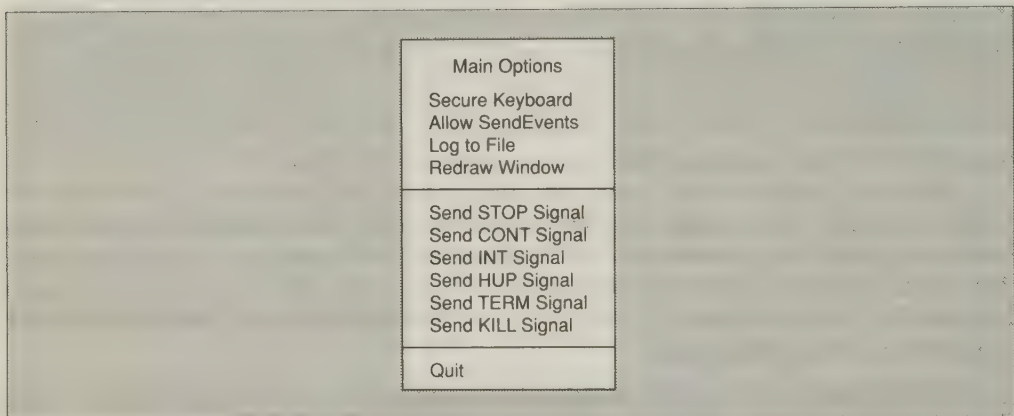 Main Options
Secure Keyboard
Allow SendEvents
Log to File
Redraw Window
Send STOP Signal
Send CONT Signal
Send INT Signal
Send HUP Signal
Send TERM Signal
Send KILL Signal
Quit